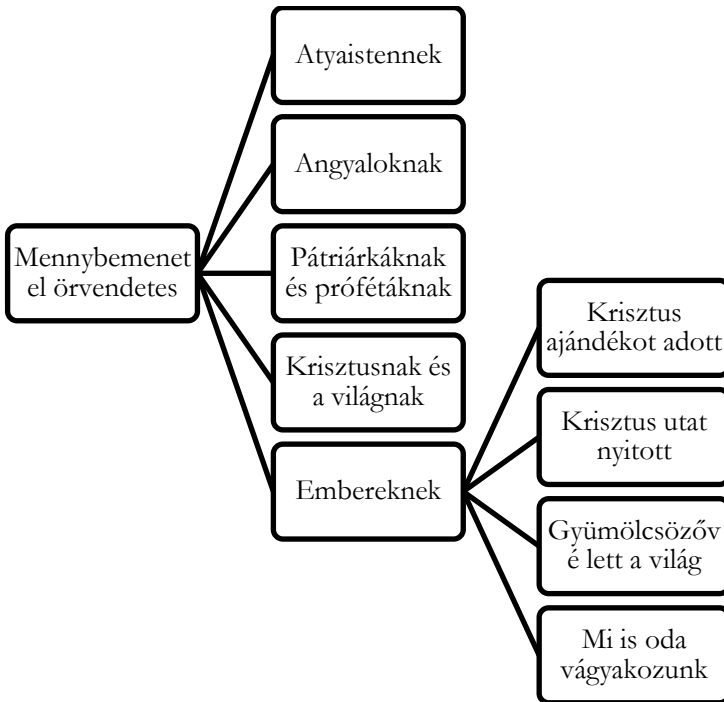 Mennybemenet
el örvendetes
Atyaistennek
Angyaloknak
Pátriárkáknak
és prófétáknak
Krisztusnak és
a világnak
Embereknek
Krisztus
ajándékot adott
Krisztus utat
nyitott
Gyümölcsözőv
é lett a világ
Mi is oda
vágyakozunk